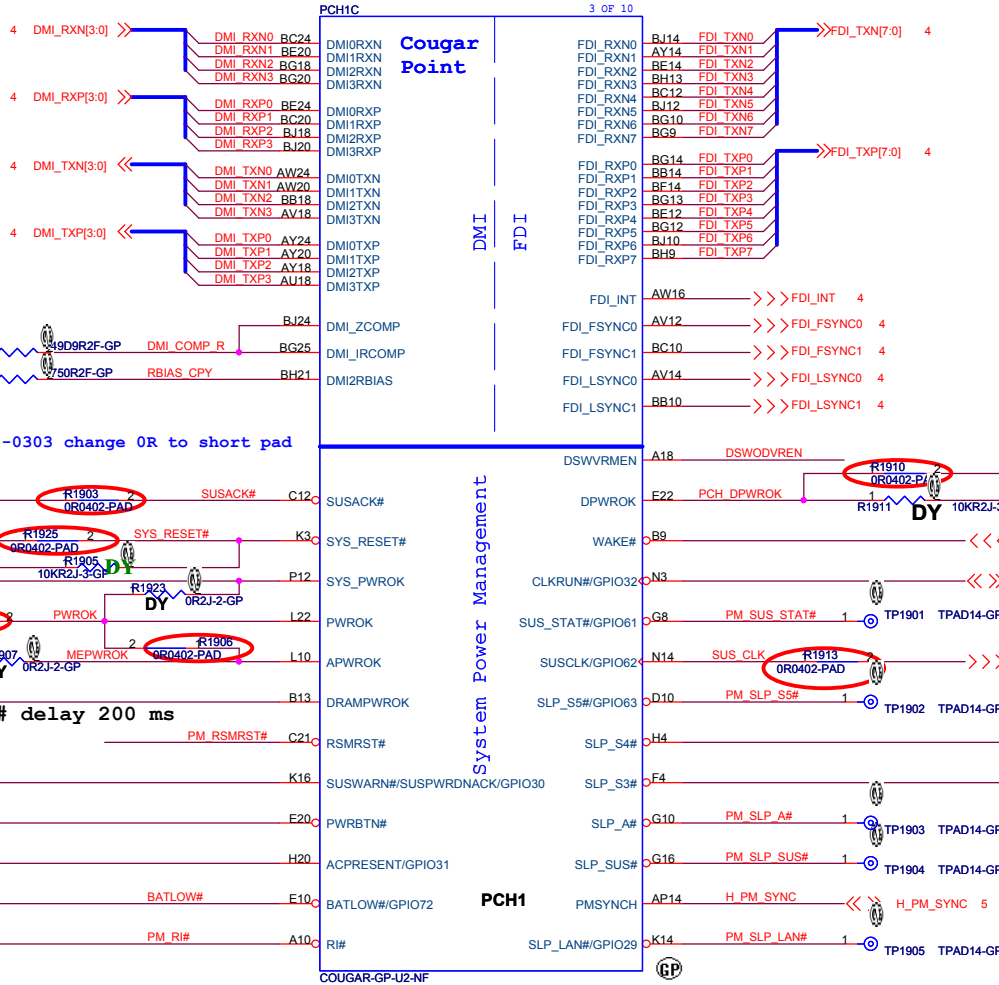 PCH1C
3 OF 10
Cougar
Point
4 DMI_RXN[3:0]
DMI_RXN0 BC24 DMI0RXN
DMI_RXN1 BE20 DMI1RXN
DMI_RXN2 BG18 DMI2RXN
DMI_RXN3 BG20 DMI3RXN
4 DMI_RXP[3:0]
DMI_RXP0 BE24 DMI0RXP
DMI_RXP1 BC20 DMI1RXP
DMI_RXP2 BJ18 DMI2RXP
DMI_RXP3 BJ20 DMI3RXP
4 DMI_TXN[3:0]
DMI_TXN0 AW24 DMI0TXN
DMI_TXN1 AW20 DMI1TXN
DMI_TXN2 BB18 DMI2TXN
DMI_TXN3 AV18 DMI3TXN
4 DMI_TXP[3:0]
DMI_TXP0 AY24 DMI0TXP
DMI_TXP1 AY20 DMI1TXP
DMI_TXP2 AY18 DMI2TXP
DMI_TXP3 AU18 DMI3TXP
BJ24 DMI_ZCOMP
49D9R2F-GP DMI_COMP_R BG25 DMI_IRCOMP
750R2F-GP RBIAS_CPY BH21 DMI2RBIAS
DMI
FDI
FDI_RXN0 BJ14 FDI_TXN0 FDI_TXN[7:0] 4
FDI_RXN1 AY14 FDI_TXN1
FDI_RXN2 BE14 FDI_TXN2
FDI_RXN3 BH13 FDI_TXN3
FDI_RXN4 BC12 FDI_TXN4
FDI_RXN5 BJ12 FDI_TXN5
FDI_RXN6 BG10 FDI_TXN6
FDI_RXN7 BG9 FDI_TXN7
FDI_RXP0 BG14 FDI_TXP0 FDI_TXP[7:0] 4
FDI_RXP1 BB14 FDI_TXP1
FDI_RXP2 BF14 FDI_TXP2
FDI_RXP3 BG13 FDI_TXP3
FDI_RXP4 BE12 FDI_TXP4
FDI_RXP5 BG12 FDI_TXP5
FDI_RXP6 BJ10 FDI_TXP6
FDI_RXP7 BH9 FDI_TXP7
FDI_INT AW16 FDI_INT 4
FDI_FSYNC0 AV12 FDI_FSYNC0 4
FDI_FSYNC1 BC10 FDI_FSYNC1 4
FDI_LSYNC0 AV14 FDI_LSYNC0 4
FDI_LSYNC1 BB10 FDI_LSYNC1 4
-0303 change 0R to short pad
System Power Management
R1903 2
0R0402-PAD
SUSACK# C12 SUSACK#
R1925 2
0R0402-PAD
SYS_RESET# K3 SYS_RESET#
R1905
10KR2J-3-GP
DY
P12 SYS_PWROK
R1923
DY 0R2J-2-GP
2 PWROK L22 PWROK
2 1 R1906
0R0402-PAD
907 0R2J-2-GP
MEPWROK L10 APWROK
B13 DRAMPWROK
# delay 200 ms
PM_RSMRST# C21 RSMRST#
K16 SUSWARN#/SUSPWRDNACK/GPIO30
E20 PWRBTN#
H20 ACPRESENT/GPIO31
BATLOW# E10 BATLOW#/GPIO72
PM_RI# A10 RI#
PCH1
DSWVRMEN A18 DSWODVREN
R1910 2
0R0402-PA
DPWROK E22 PCH_DPWROK
1 R1911 DY 10KR2J-3
WAKE# B9
CLKRUN#/GPIO32 N3
SUS_STAT#/GPIO61 G8 PM_SUS_STAT# 1 TP1901 TPAD14-GP
SUSCLK/GPIO62 N14 SUS_CLK R1913 2
0R0402-PAD
SLP_S5#/GPIO63 D10 PM_SLP_S5# 1 TP1902 TPAD14-GP
SLP_S4# H4
SLP_S3# F4
SLP_A# G10 PM_SLP_A# 1 TP1903 TPAD14-GP
SLP_SUS# G16 PM_SLP_SUS# 1 TP1904 TPAD14-GP
PMSYNCH AP14 H_PM_SYNC H_PM_SYNC 5
SLP_LAN#/GPIO29 K14 PM_SLP_LAN# 1 TP1905 TPAD14-GP
COUGAR-GP-U2-NF
GP